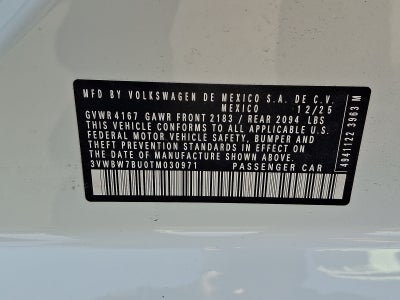 MFD BY VOLKSWAGEN DE MEXICO S.A. DE C.V.
MEXICO 12/25
GVWR 4167 GAWR FRONT 2183 / REAR 2094 LBS
THIS VEHICLE CONFORMS TO ALL APPLICABLE U.S.
FEDERAL MOTOR VEHICLE SAFETY, BUMPER AND
THEFT PREVENTION STANDARDS IN EFFECT ON THE
DATE OF MANUFACTURE SHOWN ABOVE
3VWBW7BU0TM030971 PASSENGER CAR
4941122 3963 M